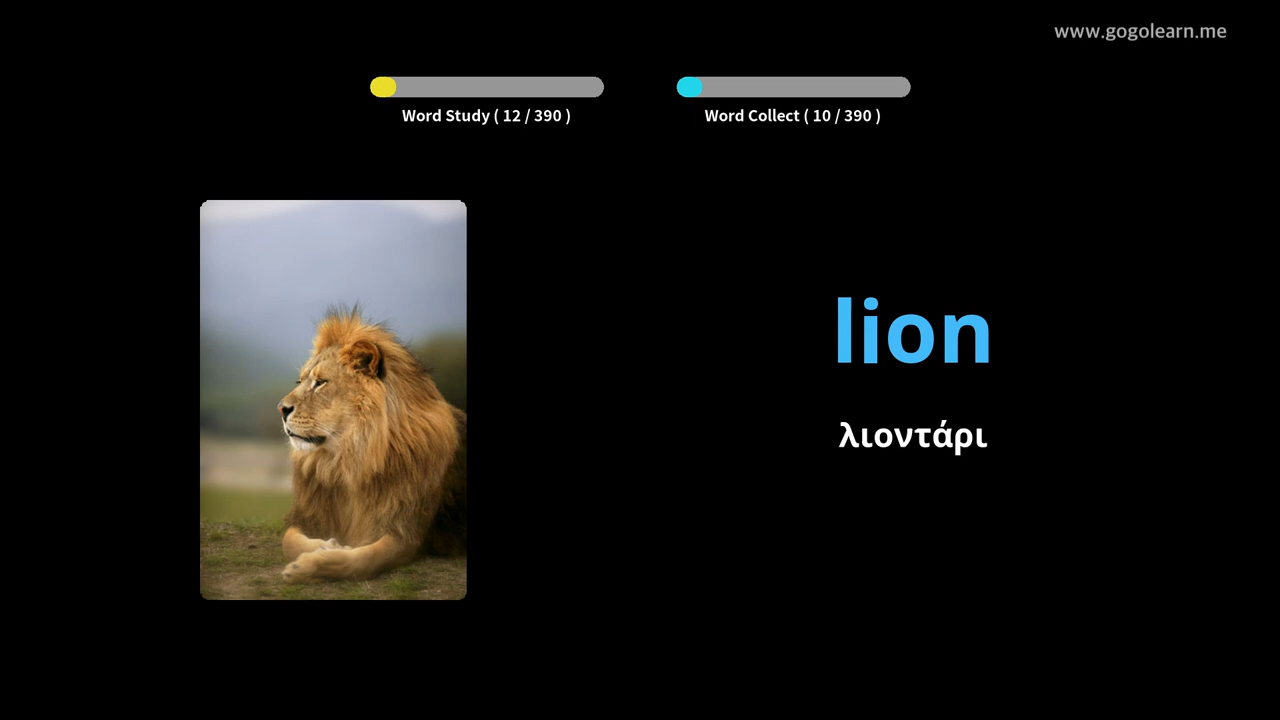 www.gogolearn.me
Word Study ( 12 / 390 )
Word Collect ( 10 / 390 )
lion
λιοντάρι